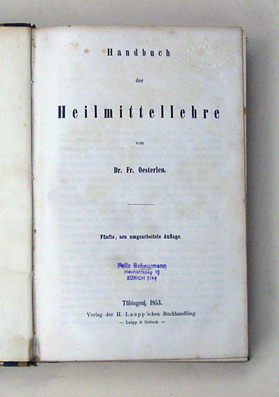 Handbuch
der
Heilmittellehre
von
Dr. Fr. Oesterlen.
Fünfte, neu umgearbeitete Auflage.
Felix Scheuermann
ZÜRICH
Tübingen, 1853.
Verlag der H. Laupp'schen Buchhandlung.
— Laupp & Siebeck. —